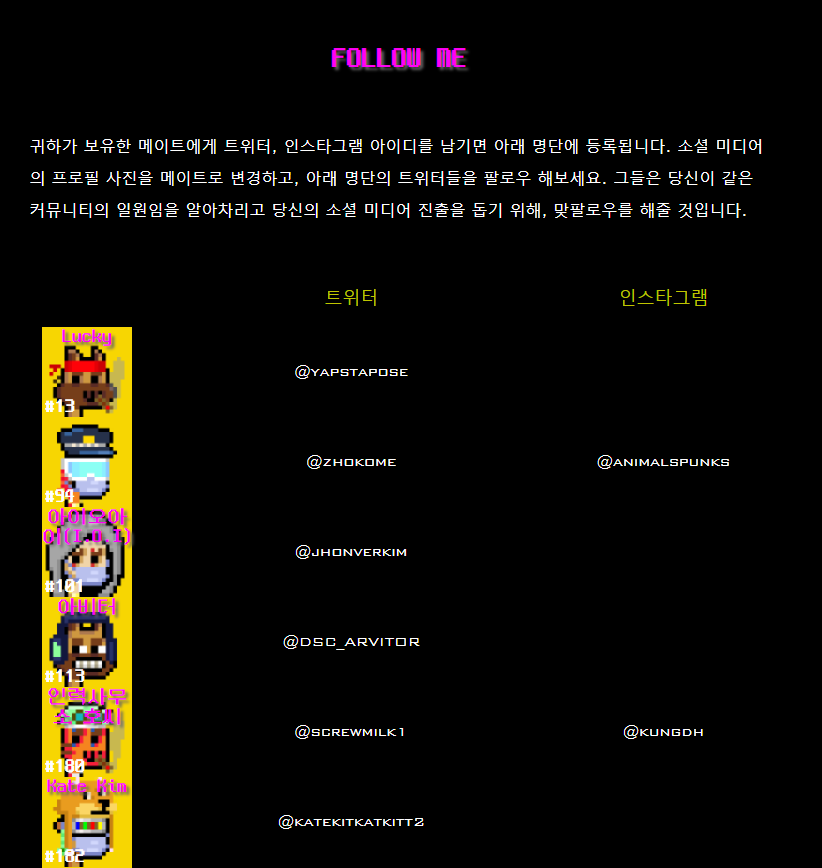 FOLLOW ME
귀하가 보유한 메이트에게 트위터, 인스타그램 아이디를 남기면 아래 명단에 등록됩니다. 소셜 미디어
의 프로필 사진을 메이트로 변경하고, 아래 명단의 트위터들을 팔로우 해보세요. 그들은 당신이 같은
커뮤니티의 일원임을 알아차리고 당신의 소셜 미디어 진출을 돕기 위해, 맞팔로우를 해줄 것입니다.
트위터 인스타그램
Lucky
@YAPSTAPOSE
#13
@ZHOKOME @ANIMALSPUNKS
#94
아이오아
이(I.O.I)
@JHONVERKIM
#101
아비터
@DSC_ARVITOR
#113
인력사무
소 호씨
@SCREWMILK1 @KUNGDH
#180
Kate Kim
@KATEKITKATKITT2
#182